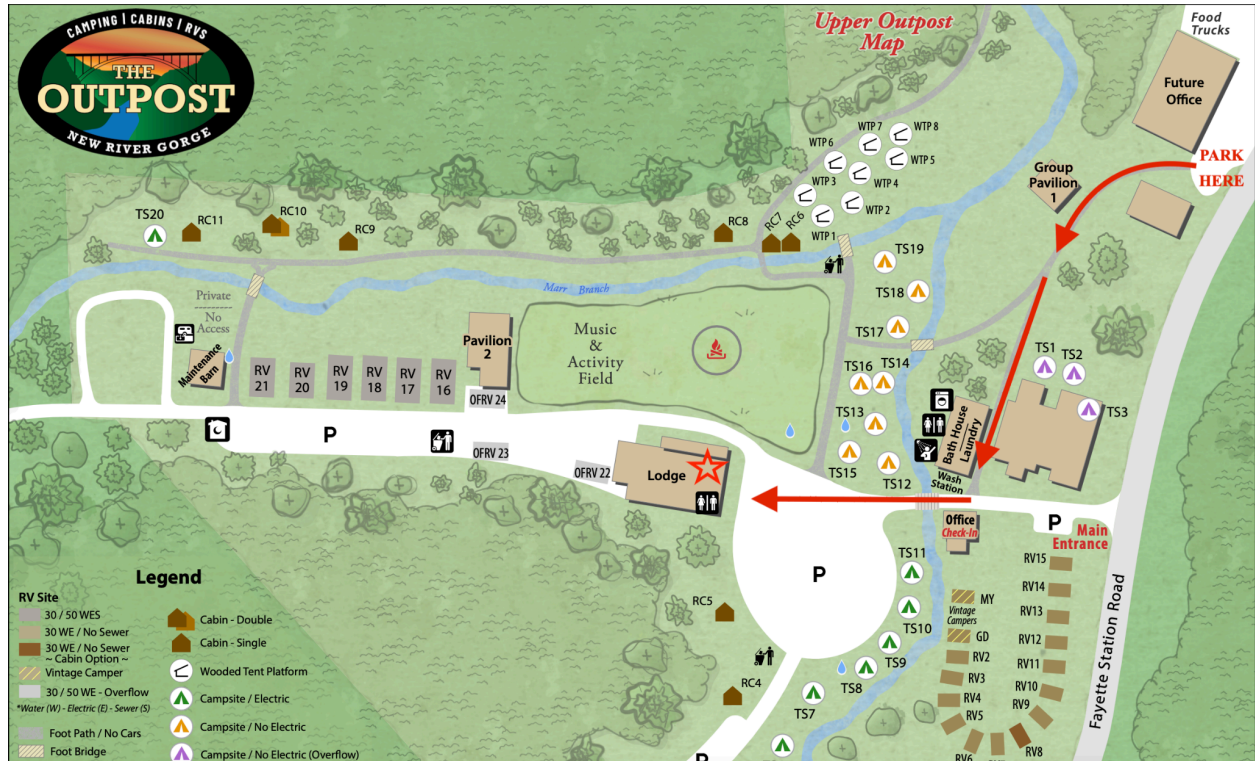 CAMPING | CABINS | RVS
THE
OUTPOST
NEW RIVER GORGE
Upper Outpost
Map
Food
Trucks
Future
Office
PARK
HERE
Group
Pavilion
1
WTP 8
WTP 7
WTP 6
WTP 5
WTP 4
WTP 3
WTP 2
WTP 1
TS20
RC11
RC10
RC9
RC8
RC7
RC6
TS19
TS18
TS17
Marr Branch
Private
No
Access
Maintenance
Barn
RV
21
RV
20
RV
19
RV
18
RV
17
RV
16
Pavilion
2
OFRV 24
Music
&
Activity
Field
TS16
TS14
TS13
TS15
TS12
TS1
TS2
TS3
Bath House
Laundry
Wash
Station
P
OFRV 23
OFRV 22
Lodge
Office
Check-In
P
Main
Entrance
P
Fayette Station Road
TS11
TS10
TS9
TS8
TS7
RC5
RC4
P
MY
Vintage
Campers
GD
RV15
RV14
RV13
RV12
RV11
RV10
RV9
RV8
RV2
RV3
RV4
RV5
RV6
Legend
RV Site
30 / 50 WES
30 WE / No Sewer
30 WE / No Sewer
~ Cabin Option ~
Vintage Camper
30 / 50 WE - Overflow
*Water (W) - Electric (E) - Sewer (S)
Foot Path / No Cars
Foot Bridge
Cabin - Double
Cabin - Single
Wooded Tent Platform
Campsite / Electric
Campsite / No Electric
Campsite / No Electric (Overflow)